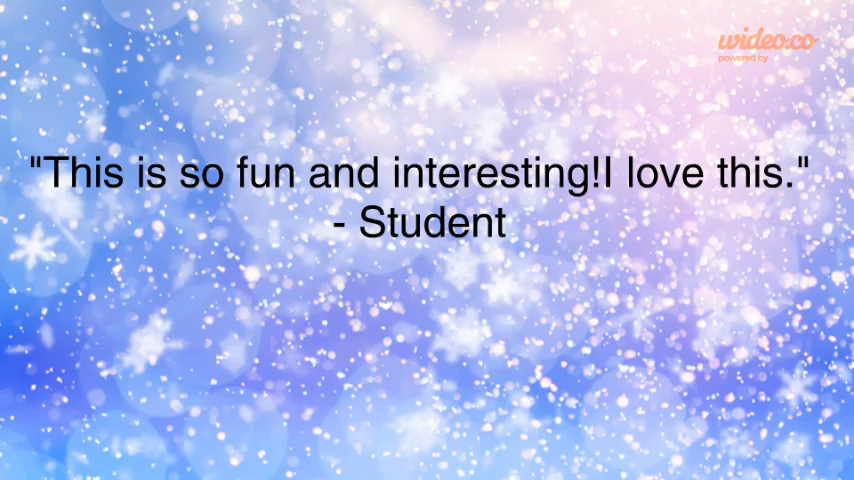 wideo.co
powered by
"This is so fun and interesting!I love this."
- Student